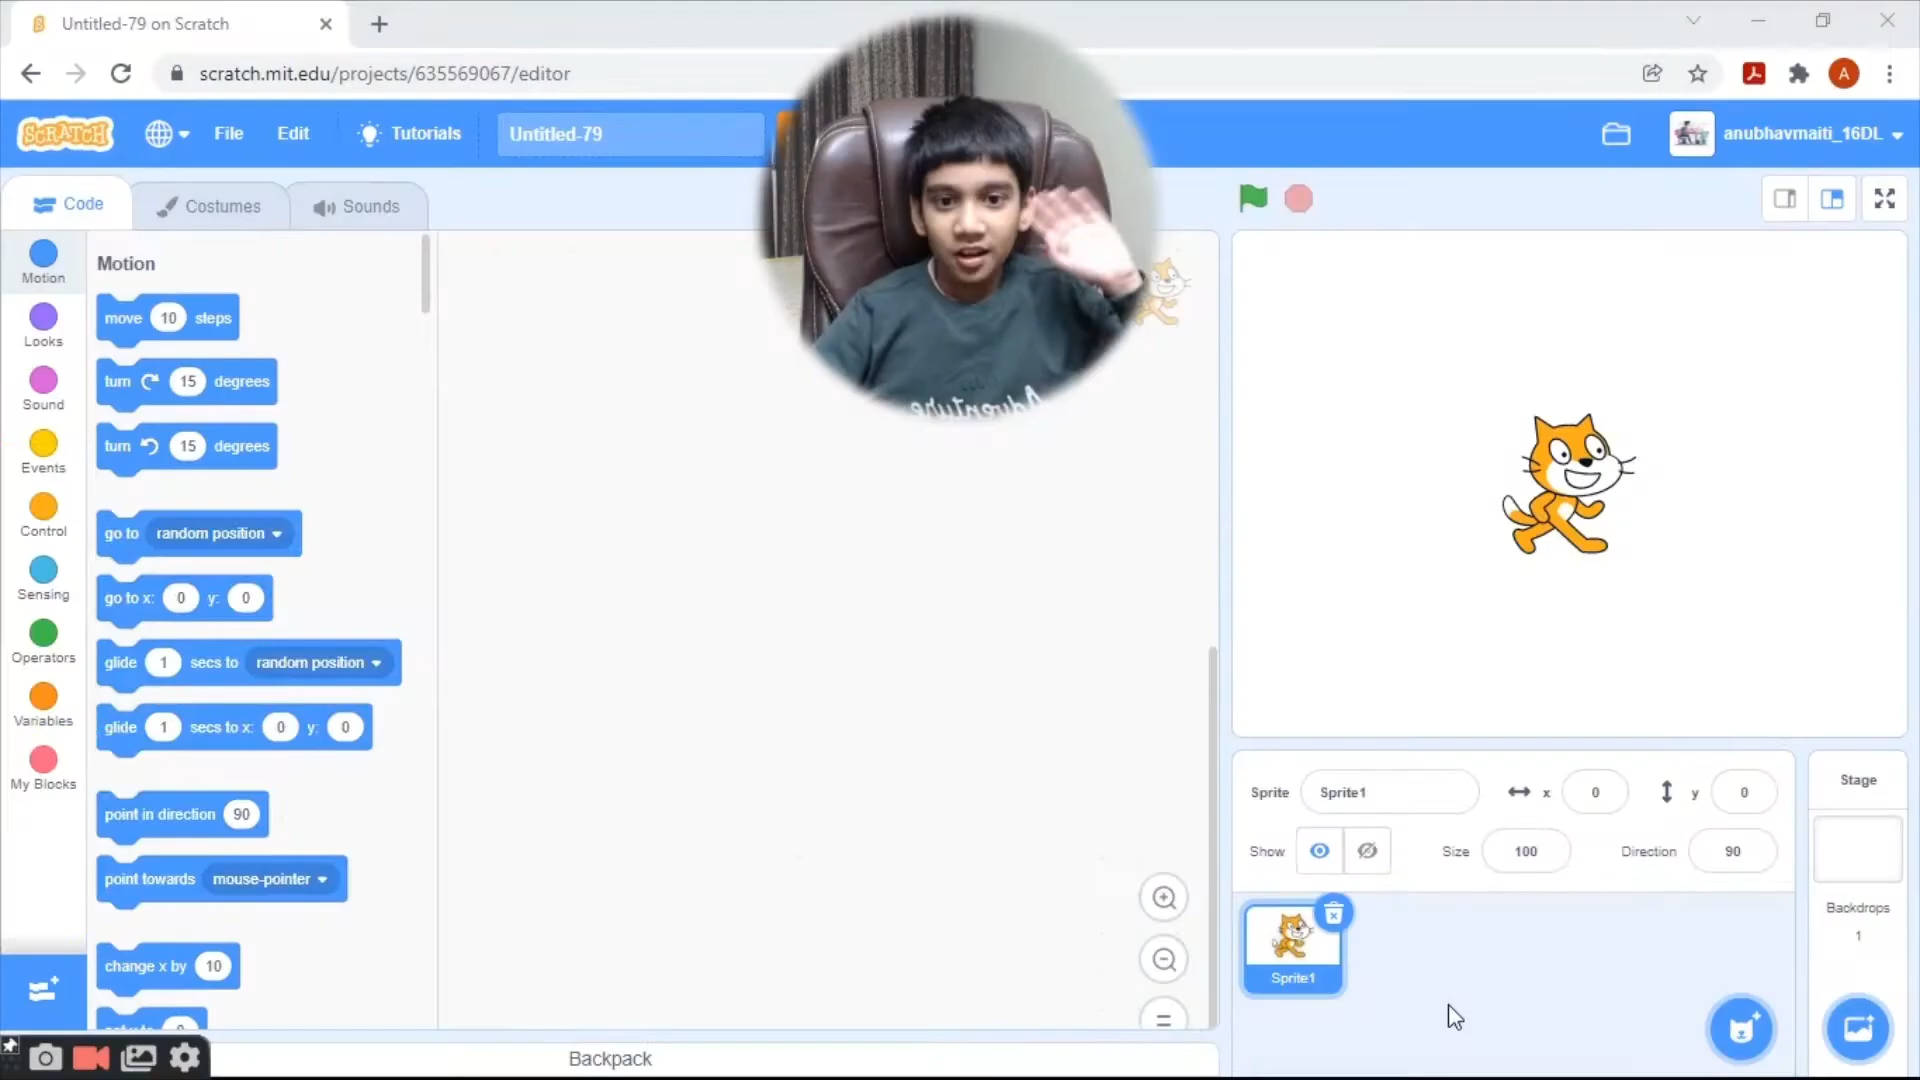 Untitled-79 on Scratch
scratch.mit.edu/projects/635569067/editor
A
SCRATCH
File
Edit
Tutorials
Untitled-79
anubhavmaiti_16DL
Code
Costumes
Sounds
Motion
Looks
Sound
Events
Control
Sensing
Operators
Variables
My Blocks
Motion
move 10 steps
turn 15 degrees
turn 15 degrees
go to random position
go to x: 0 y: 0
glide 1 secs to random position
glide 1 secs to x: 0 y: 0
point in direction 90
point towards mouse-pointer
change x by 10
Adventure
Backpack
Sprite Sprite1 x 0 y 0
Show Size 100 Direction 90
Sprite1
Stage
Backdrops
1